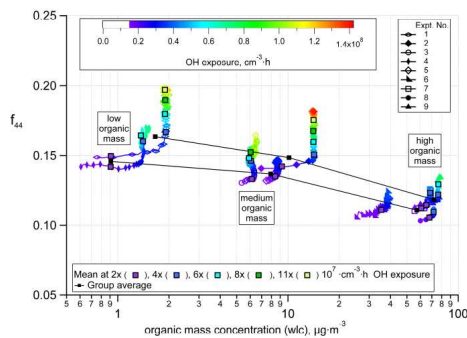 0.0 0.2 0.4 0.6 0.8 1.0 1.2 1.4x10⁸
OH exposure, cm⁻³·h
Expt. No.
1
2
3
4
5
6
7
8
9
0.25
0.20
f₄₄
0.15
0.10
0.05
low
organic
mass
medium
organic
mass
high
organic
mass
Mean at 2x ( ), 4x ( ), 6x ( ), 8x ( ), 11x ( ) 10⁷ ·cm⁻³·h OH exposure
Group average
5 6 7 8 9 1 2 3 4 5 6 7 8 9 10 2 3 4 5 6 7 8 9 100
organic mass concentration (wlc), µg·m⁻³